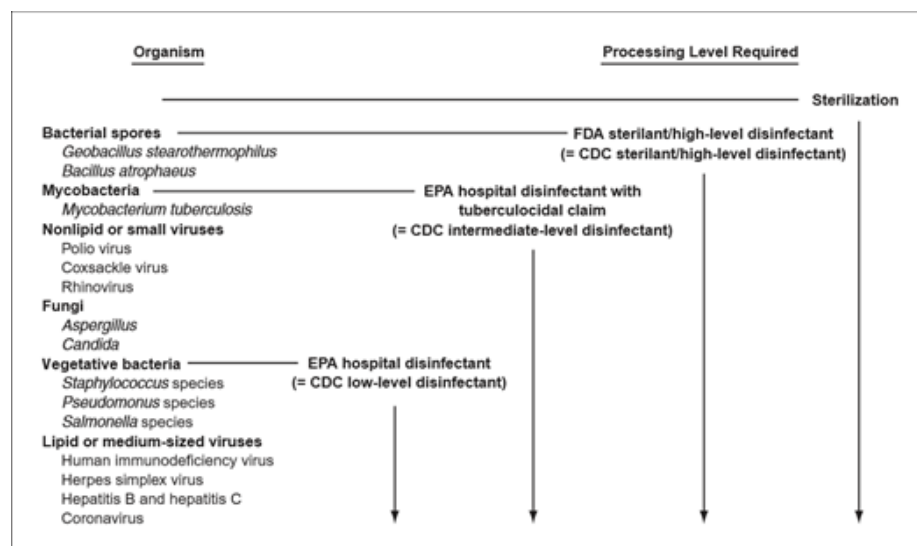 Organism Processing Level Required
Sterilization
Bacterial spores FDA sterilant/high-level disinfectant
Geobacillus stearothermophilus (= CDC sterilant/high-level disinfectant)
Bacillus atrophaeus
Mycobacteria EPA hospital disinfectant with
Mycobacterium tuberculosis tuberculocidal claim
Nonlipid or small viruses (= CDC intermediate-level disinfectant)
Polio virus
Coxsackle virus
Rhinovirus
Fungi
Aspergillus
Candida
Vegetative bacteria EPA hospital disinfectant
Staphylococcus species (= CDC low-level disinfectant)
Pseudomonus species
Salmonella species
Lipid or medium-sized viruses
Human immunodeficiency virus
Herpes simplex virus
Hepatitis B and hepatitis C
Coronavirus